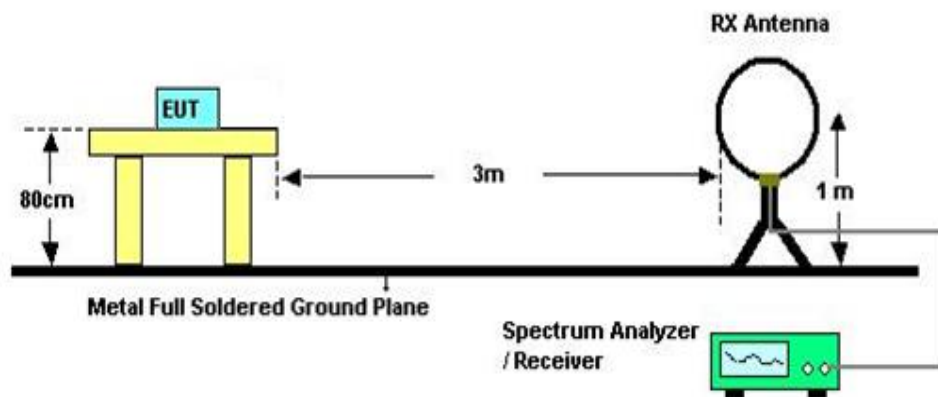 RX Antenna
EUT
3m
80cm
1 m
Metal Full Soldered Ground Plane
Spectrum Analyzer
/ Receiver